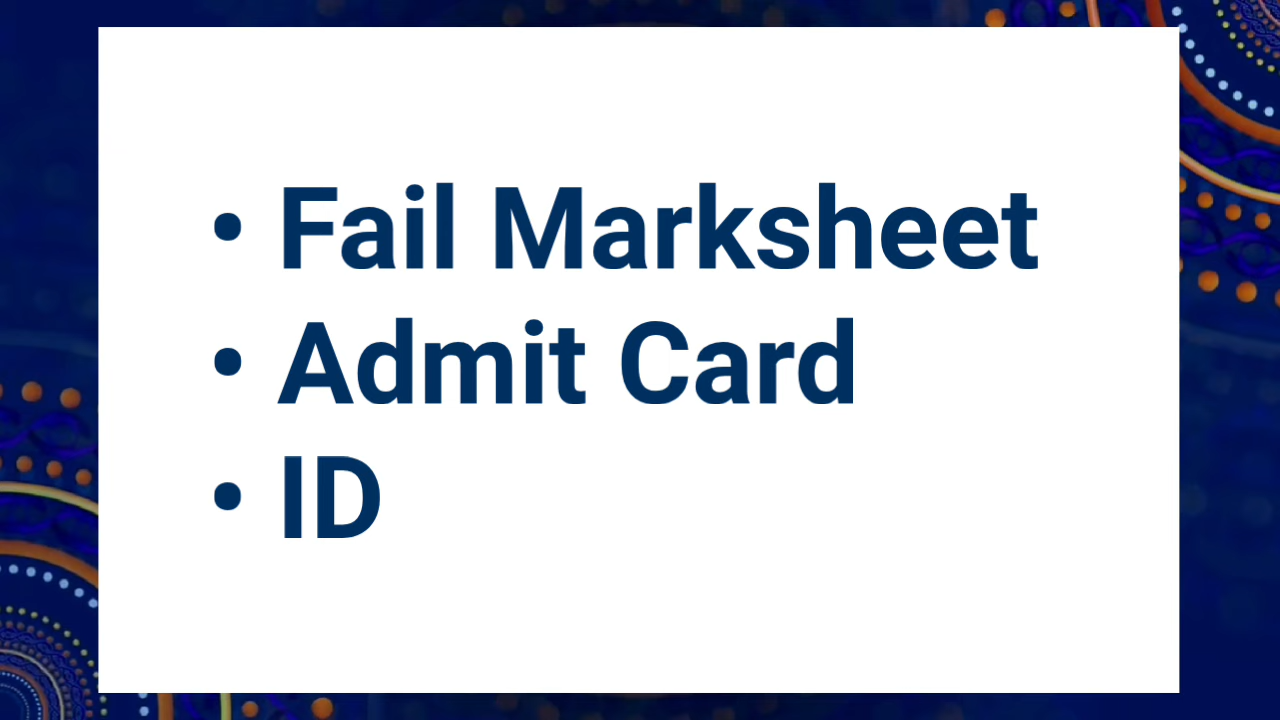 • Fail Marksheet
• Admit Card
• ID